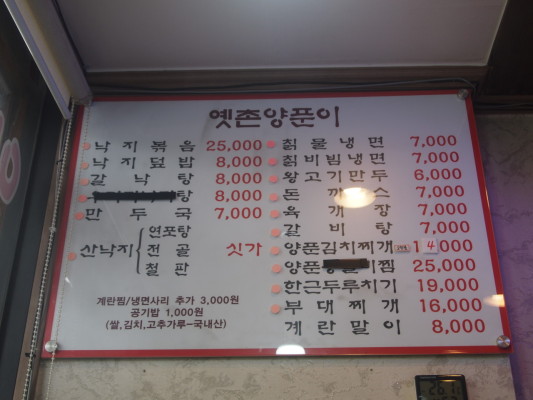 옛촌양푼이
낙지볶음 25,000
낙지덮밥 8,000
갈낙탕 8,000
탕 8,000
만두국 7,000
산낙지
연포탕
전골 싯가
철판
계란찜/냉면사리 추가 3,000원
공기밥 1,000원
(쌀,김치,고추가루-국내산)
칡물냉면 7,000
칡비빔냉면 7,000
왕고기만두 6,000
돈까스 7,000
육개장 7,000
갈비탕 7,000
양푼김치찌개 14,000
양푼 찜 25,000
한근두루치기 19,000
부대찌개 16,000
계란말이 8,000